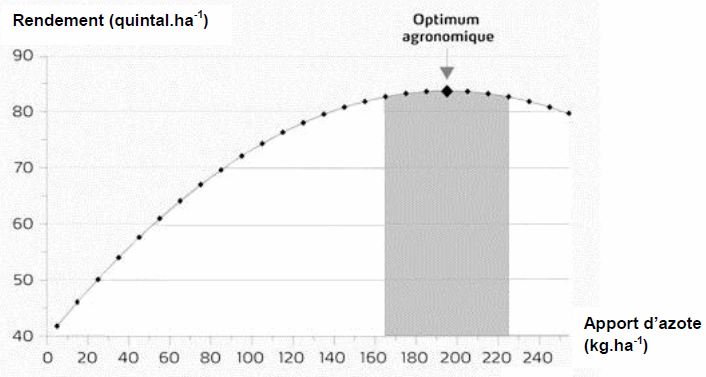 Rendement (quintal.ha-1)
Optimum
agronomique
90
80
70
60
50
40
0 20 40 60 80 100 120 140 160 180 200 220 240
Apport d'azote
(kg.ha-1)